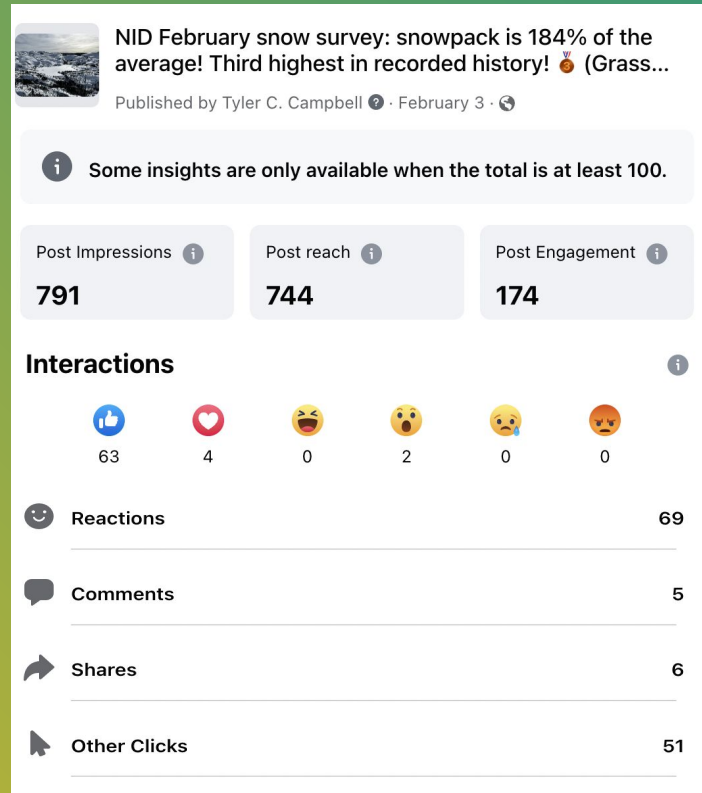 NID February snow survey: snowpack is 184% of the
average! Third highest in recorded history! 🥉 (Grass...
Published by Tyler C. Campbell · February 3 ·
Some insights are only available when the total is at least 100.
Post Impressions
791
Post reach
744
Post Engagement
174
Interactions
63 4 0 2 0 0
Reactions 69
Comments 5
Shares 6
Other Clicks 51